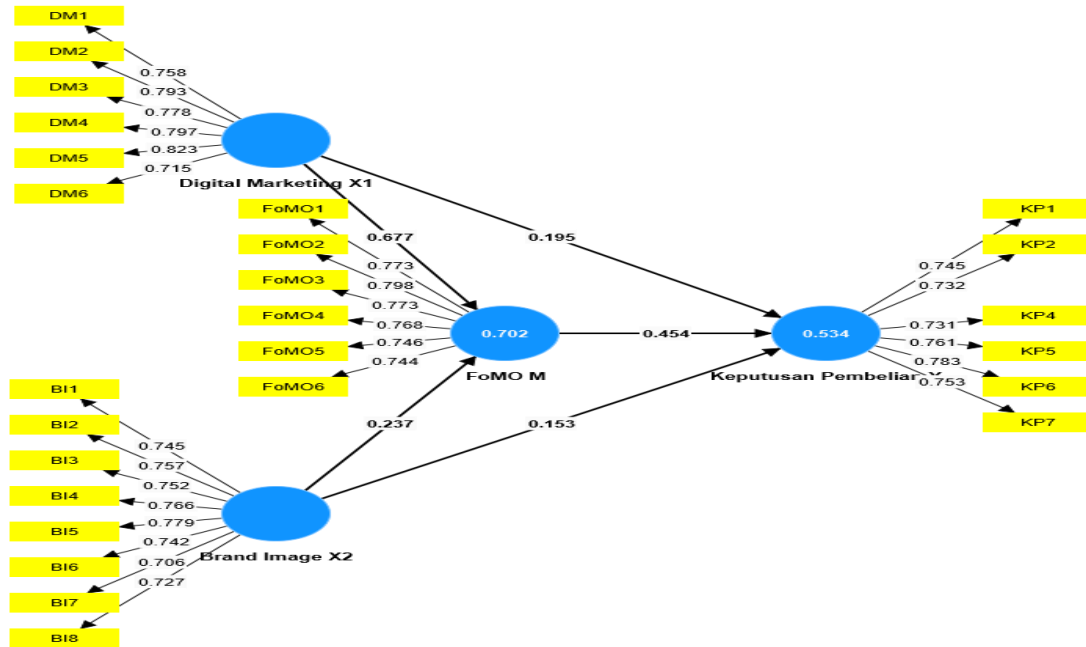 DM1
DM2
DM3
DM4
DM5
DM6
0.758
0.793
0.778
0.797
0.823
0.715
Digital Marketing X1
FoMO1
FoMO2
FoMO3
FoMO4
FoMO5
FoMO6
0.773
0.798
0.773
0.768
0.746
0.744
0.677
0.195
0.702
FoMO M
0.454
0.534
Keputusan Pembelian Y
KP1
KP2
KP4
KP5
KP6
KP7
0.745
0.732
0.731
0.761
0.783
0.753
0.237
0.153
BI1
BI2
BI3
BI4
BI5
BI6
BI7
BI8
0.745
0.757
0.752
0.766
0.779
0.742
0.706
0.727
Brand Image X2